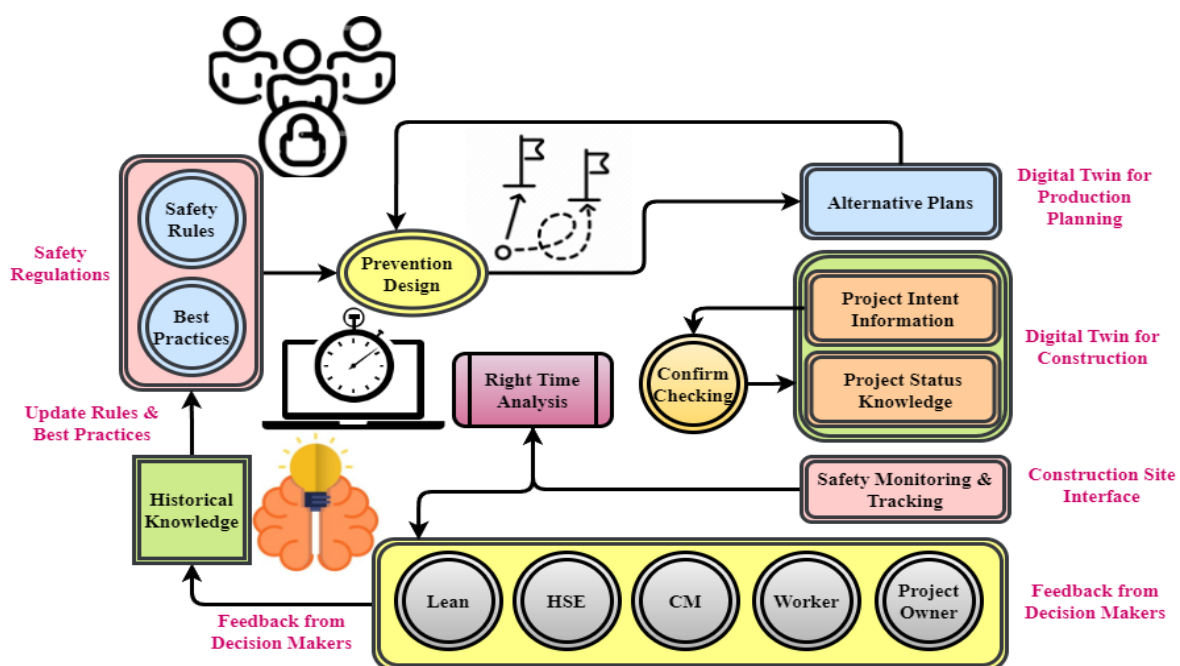 Safety
Regulations
Safety
Rules
Best
Practices
Prevention
Design
Alternative Plans
Digital Twin for
Production
Planning
Project Intent
Information
Project Status
Knowledge
Digital Twin for
Construction
Confirm
Checking
Right Time
Analysis
Update Rules &
Best Practices
Historical
Knowledge
Safety Monitoring &
Tracking
Construction Site
Interface
Lean
HSE
CM
Worker
Project
Owner
Feedback from
Decision Makers
Feedback from
Decision Makers